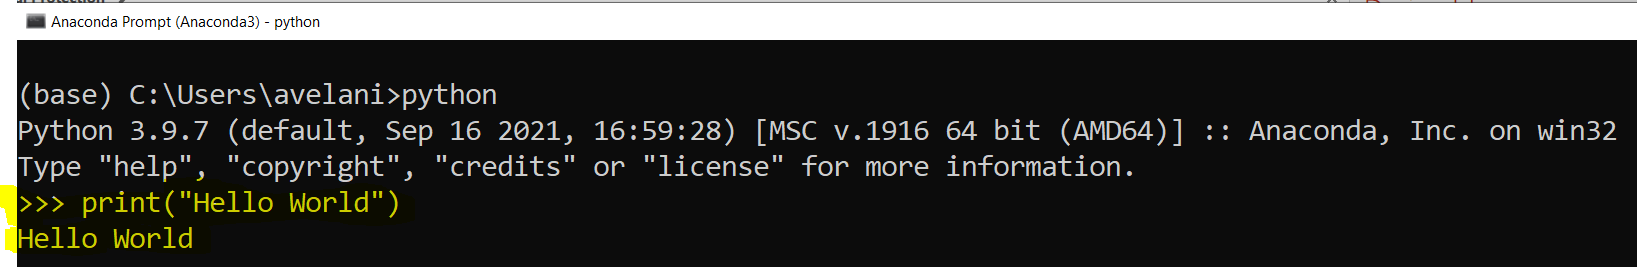 Anaconda Prompt (Anaconda3) - python
(base) C:\Users\avelani>python
Python 3.9.7 (default, Sep 16 2021, 16:59:28) [MSC v.1916 64 bit (AMD64)] :: Anaconda, Inc. on win32
Type "help", "copyright", "credits" or "license" for more information.
>>> print("Hello World")
Hello World